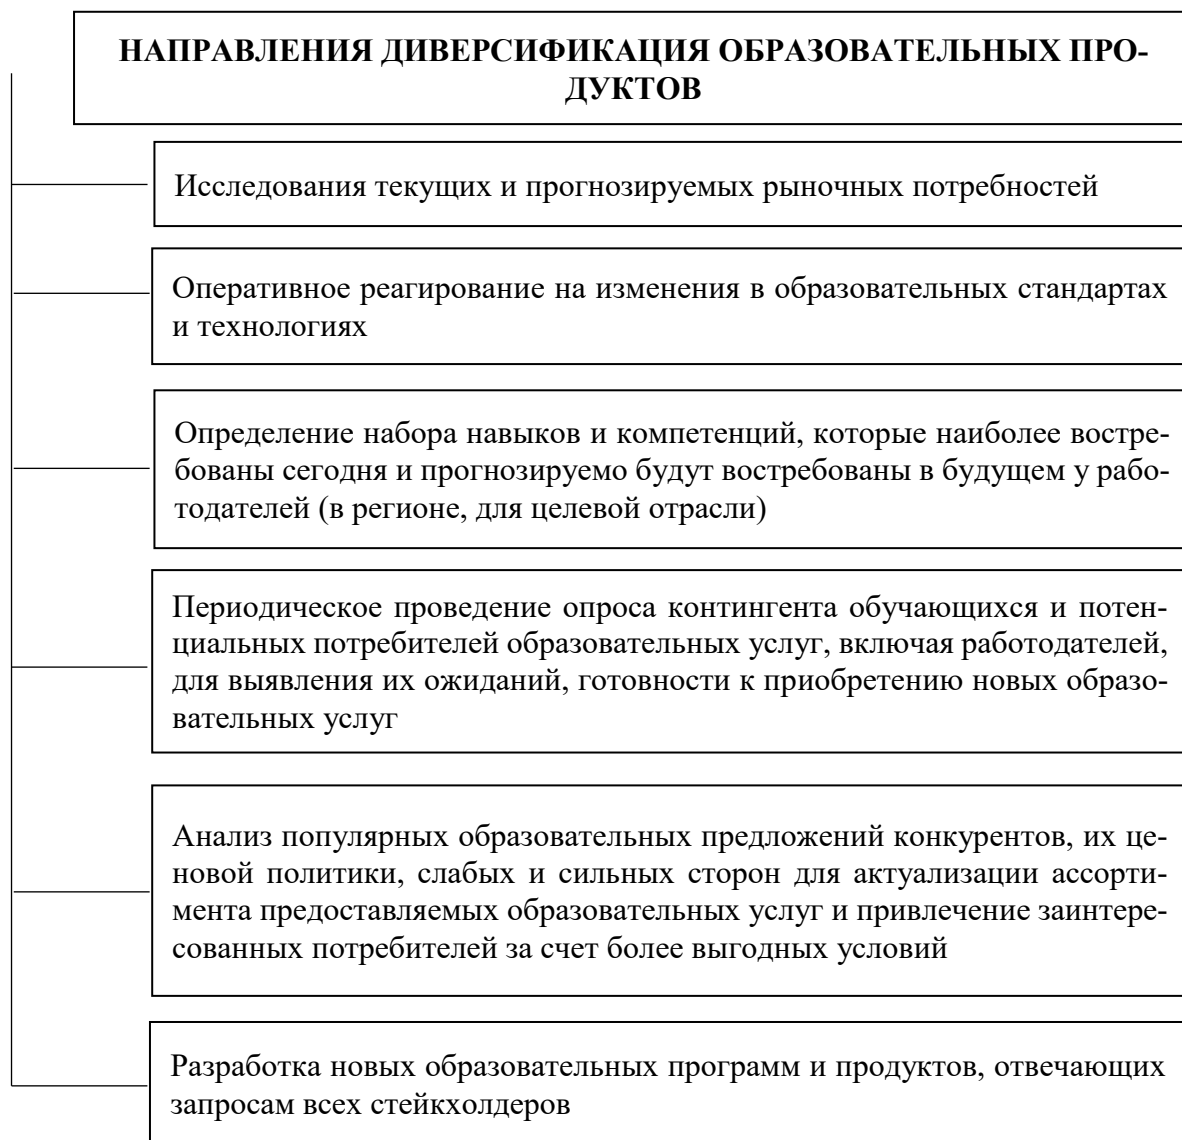 НАПРАВЛЕНИЯ ДИВЕРСИФИКАЦИЯ ОБРАЗОВАТЕЛЬНЫХ ПРО-
ДУКТОВ
Исследования текущих и прогнозируемых рыночных потребностей
Оперативное реагирование на изменения в образовательных стандартах
и технологиях
Определение набора навыков и компетенций, которые наиболее востре-
бованы сегодня и прогнозируемо будут востребованы в будущем у рабо-
тодателей (в регионе, для целевой отрасли)
Периодическое проведение опроса контингента обучающихся и потен-
циальных потребителей образовательных услуг, включая работодателей,
для выявления их ожиданий, готовности к приобретению новых образо-
вательных услуг
Анализ популярных образовательных предложений конкурентов, их це-
новой политики, слабых и сильных сторон для актуализации ассорти-
мента предоставляемых образовательных услуг и привлечение заинтере-
сованных потребителей за счет более выгодных условий
Разработка новых образовательных программ и продуктов, отвечающих
запросам всех стейкхолдеров